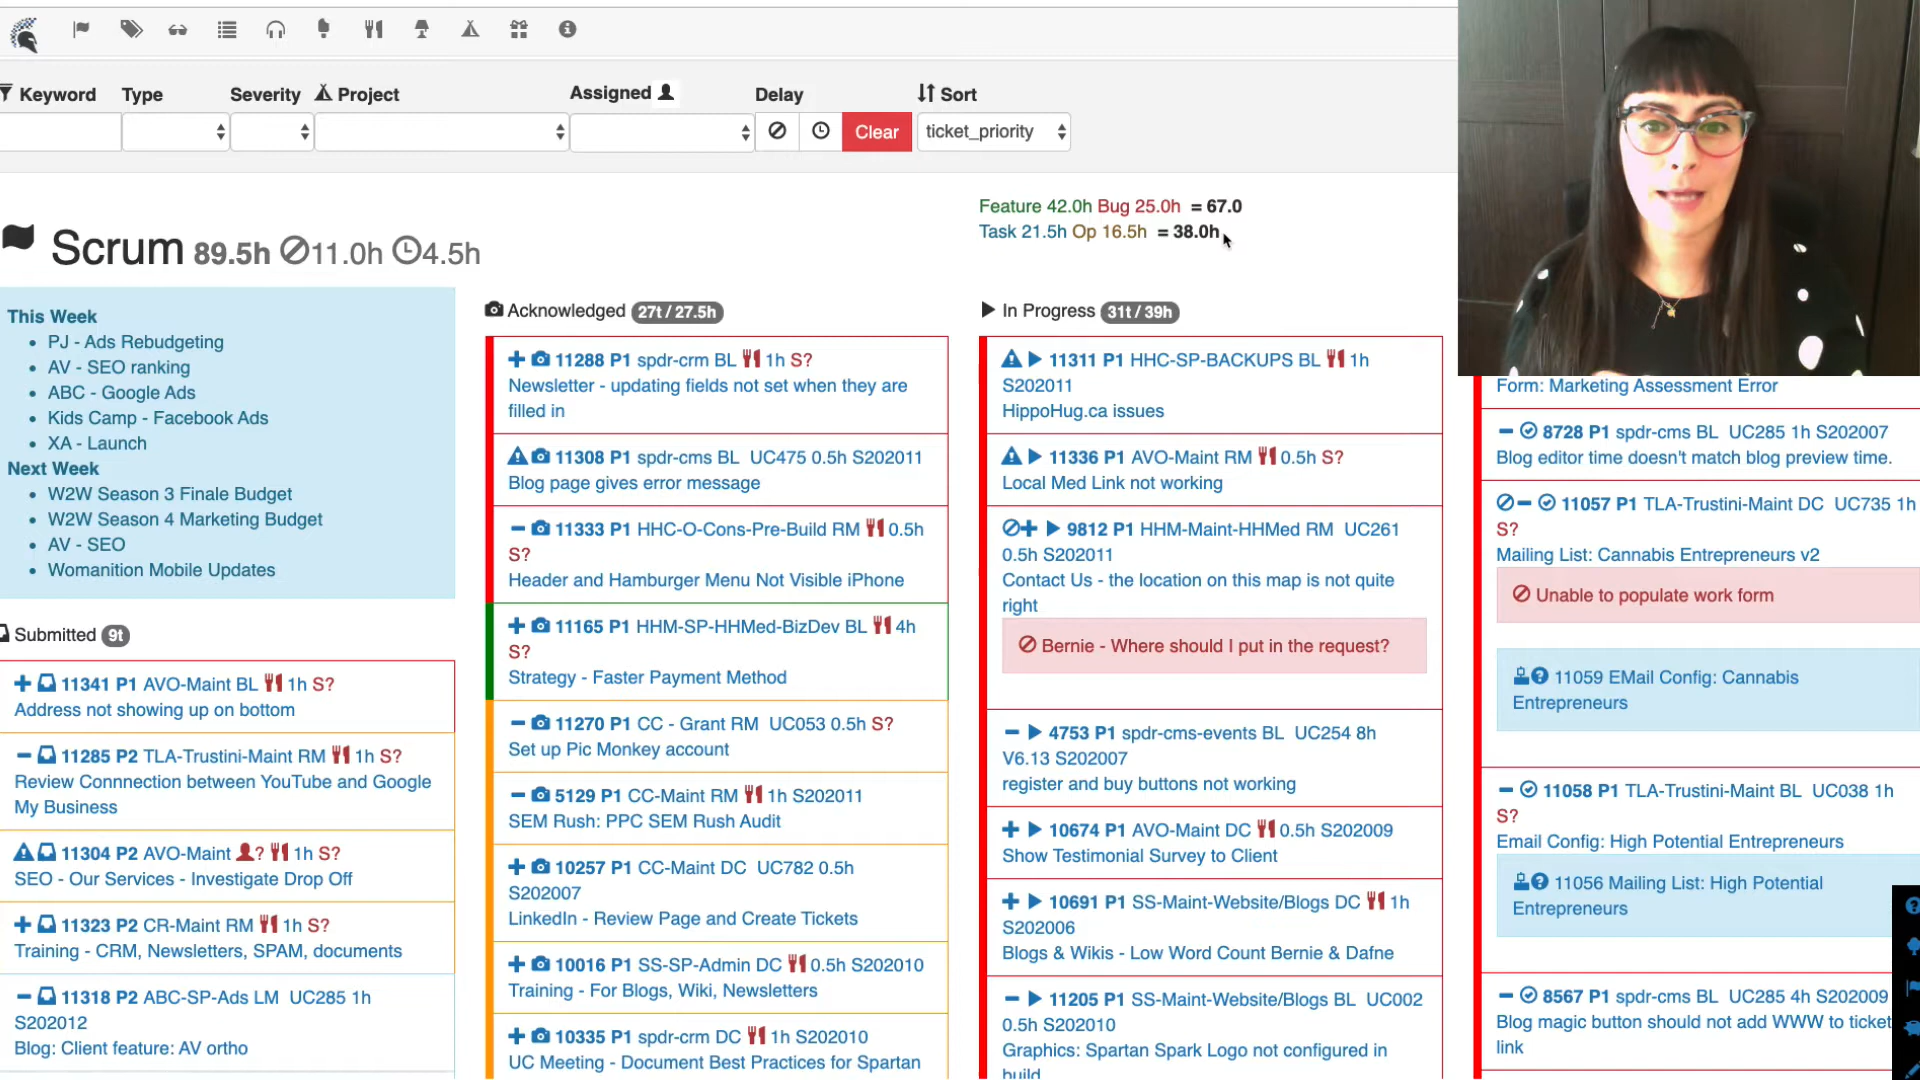 Keyword Type Severity Project Assigned Delay Sort
Clear ticket_priority
Feature 42.0h Bug 25.0h = 67.0
Task 21.5h Op 16.5h = 38.0h
Scrum 89.5h 11.0h 4.5h
This Week
PJ - Ads Rebudgeting
AV - SEO ranking
ABC - Google Ads
Kids Camp - Facebook Ads
XA - Launch
Next Week
W2W Season 3 Finale Budget
W2W Season 4 Marketing Budget
AV - SEO
Womanition Mobile Updates
Submitted 9t
11341 P1 AVO-Maint BL 1h S?
Address not showing up on bottom
11285 P2 TLA-Trustini-Maint RM 1h S?
Review Connnection between YouTube and Google
My Business
11304 P2 AVO-Maint ? 1h S?
SEO - Our Services - Investigate Drop Off
11323 P2 CR-Maint RM 1h S?
Training - CRM, Newsletters, SPAM, documents
11318 P2 ABC-SP-Ads LM UC285 1h
S202012
Blog: Client feature: AV ortho
Acknowledged 27t / 27.5h
11288 P1 spdr-crm BL 1h S?
Newsletter - updating fields not set when they are
filled in
11308 P1 spdr-cms BL UC475 0.5h S202011
Blog page gives error message
11333 P1 HHC-O-Cons-Pre-Build RM 0.5h
S?
Header and Hamburger Menu Not Visible iPhone
11165 P1 HHM-SP-HHMed-BizDev BL 4h
S?
Strategy - Faster Payment Method
11270 P1 CC - Grant RM UC053 0.5h S?
Set up Pic Monkey account
5129 P1 CC-Maint RM 1h S202011
SEM Rush: PPC SEM Rush Audit
10257 P1 CC-Maint DC UC782 0.5h
S202007
LinkedIn - Review Page and Create Tickets
10016 P1 SS-SP-Admin DC 0.5h S202010
Training - For Blogs, Wiki, Newsletters
10335 P1 spdr-crm DC 1h S202010
UC Meeting - Document Best Practices for Spartan
In Progress 31t / 39h
11311 P1 HHC-SP-BACKUPS BL 1h
S202011
HippoHug.ca issues
11336 P1 AVO-Maint RM 0.5h S?
Local Med Link not working
9812 P1 HHM-Maint-HHMed RM UC261
0.5h S202011
Contact Us - the location on this map is not quite
right
Bernie - Where should I put in the request?
4753 P1 spdr-cms-events BL UC254 8h
V6.13 S202007
register and buy buttons not working
10674 P1 AVO-Maint DC 0.5h S202009
Show Testimonial Survey to Client
10691 P1 SS-Maint-Website/Blogs DC 1h
S202006
Blogs & Wikis - Low Word Count Bernie & Dafne
11205 P1 SS-Maint-Website/Blogs BL UC002
0.5h S202010
Graphics: Spartan Spark Logo not configured in
build
Form: Marketing Assessment Error
8728 P1 spdr-cms BL UC285 1h S202007
Blog editor time doesn't match blog preview time.
11057 P1 TLA-Trustini-Maint DC UC735 1h
S?
Mailing List: Cannabis Entrepreneurs v2
Unable to populate work form
11059 EMail Config: Cannabis
Entrepreneurs
11058 P1 TLA-Trustini-Maint BL UC038 1h
S?
Email Config: High Potential Entrepreneurs
11056 Mailing List: High Potential
Entrepreneurs
8567 P1 spdr-cms BL UC285 4h S202009
Blog magic button should not add WWW to ticket
link